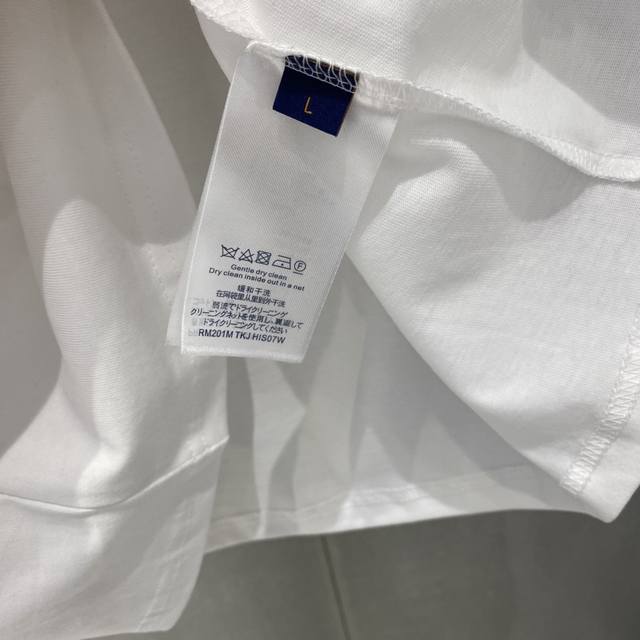 L
Gentle dry clean
Dry clean inside out in a net
缓和干洗
在网袋里从里到外干洗
クリーニングネットを使用し、裏返して
ドライクリーニングしてください
RM201M TKJ HIS07W